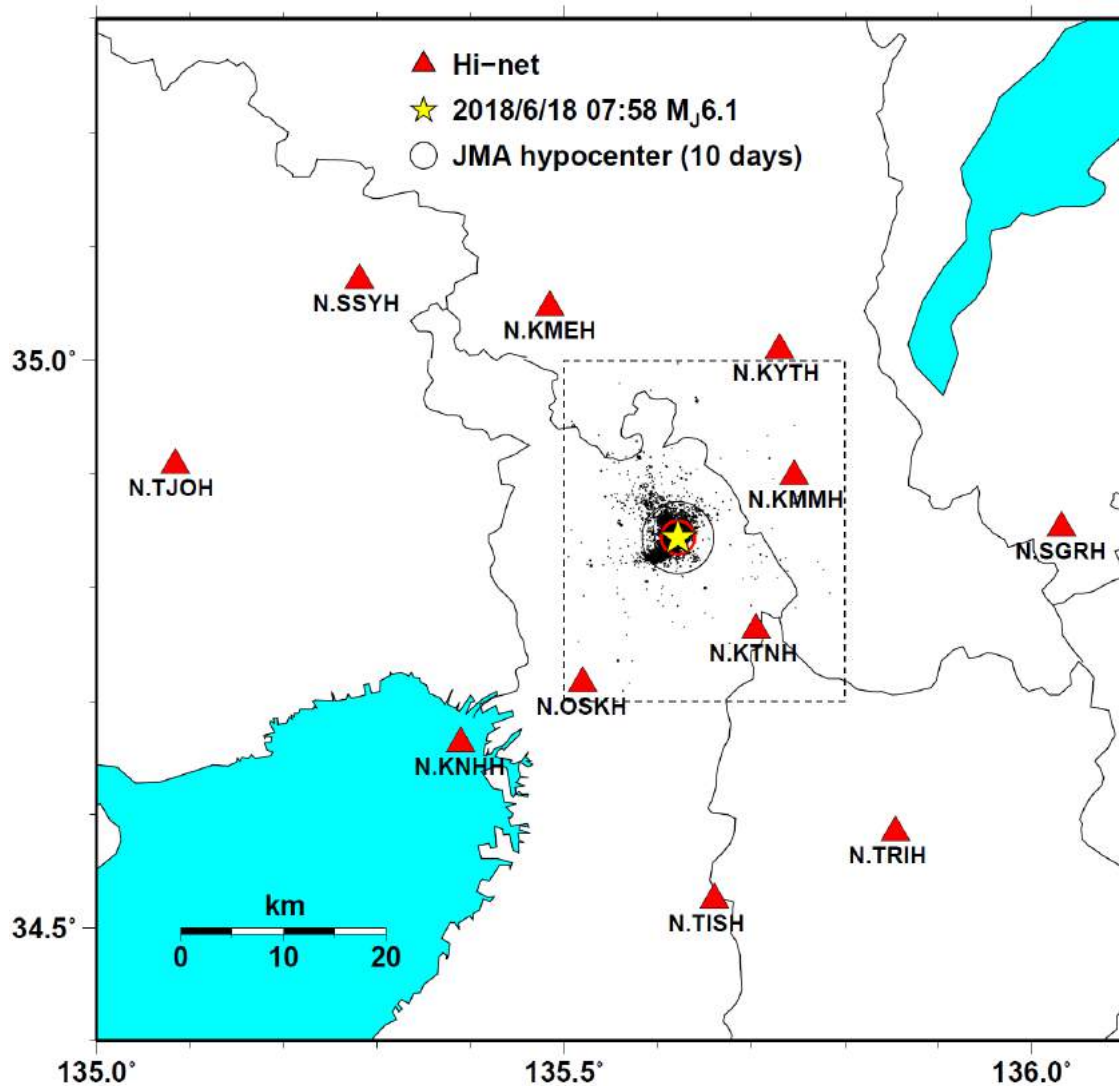 Hi−net
2018/6/18 07:58 MJ6.1
JMA hypocenter (10 days)
N.SSYH
N.KMEH
35.0˚
N.KYTH
N.TJOH
N.KMMH
N.SGRH
N.KTNH
N.OSKH
N.KNHH
N.TRIH
km
N.TISH
34.5˚
0 10 20
135.0˚ 135.5˚ 136.0˚